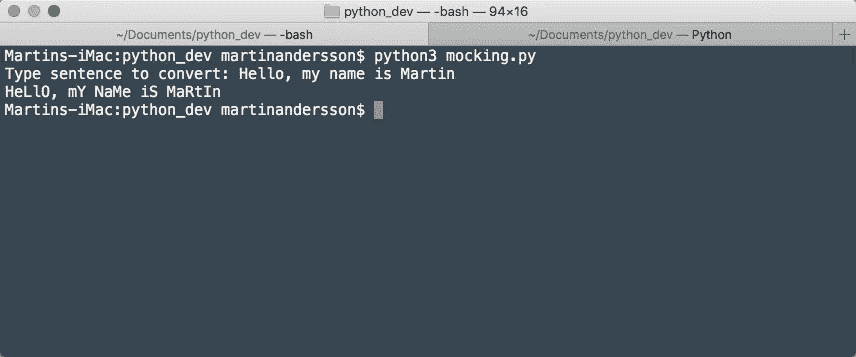 python_dev — -bash — 94×16
~/Documents/python_dev — -bash
~/Documents/python_dev — Python
+
Martins-iMac:python_dev martinandersson$ python3 mocking.py
Type sentence to convert: Hello, my name is Martin
HeLlO, mY NaMe iS MaRtIn
Martins-iMac:python_dev martinandersson$